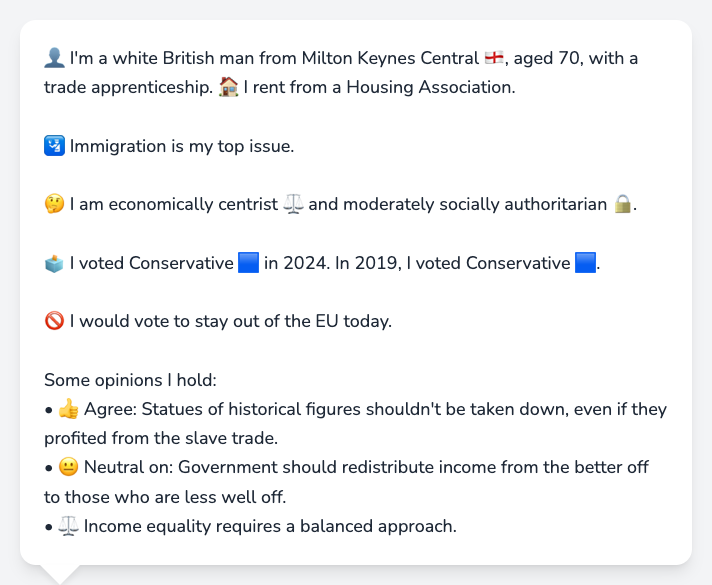 👤 I'm a white British man from Milton Keynes Central 🏴󠁧󠁢󠁥󠁮󠁧󠁿, aged 70, with a
trade apprenticeship. 🏠 I rent from a Housing Association.
🛂 Immigration is my top issue.
🤔 I am economically centrist ⚖️ and moderately socially authoritarian 🔒.
🗳️ I voted Conservative 🟦 in 2024. In 2019, I voted Conservative 🟦.
🚫 I would vote to stay out of the EU today.
Some opinions I hold:
• 👍 Agree: Statues of historical figures shouldn't be taken down, even if they
profited from the slave trade.
• 😐 Neutral on: Government should redistribute income from the better off
to those who are less well off.
• ⚖️ Income equality requires a balanced approach.